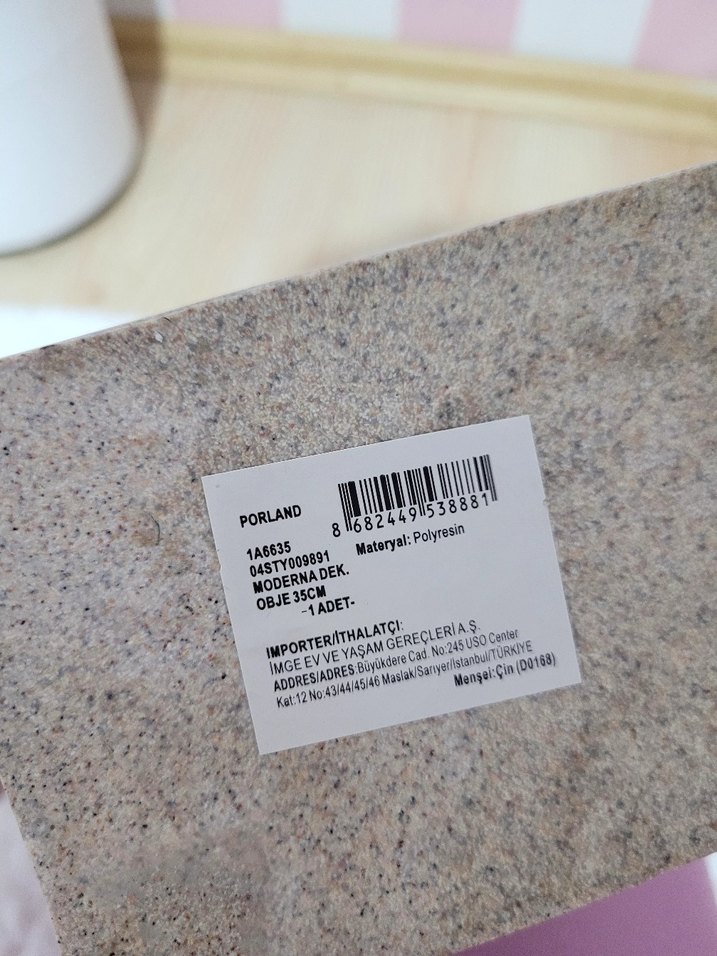 PORLAND
8 682449 538881
1A6635
Materyal: Polyresin
04STY009891
MODERNA DEK.
OBJE 35CM
-1 ADET-
IMPORTER/İTHALATÇI:
İMGE EV VE YAŞAM GEREÇLERİ A.Ş.
ADDRES/ADRES:Büyükdere Cad. No:245 USO Center
Kat:12 No:43/44/45/46 Maslak/Sarıyer/İstanbul/TÜRKİYE
Menşei:Çin (D0168)